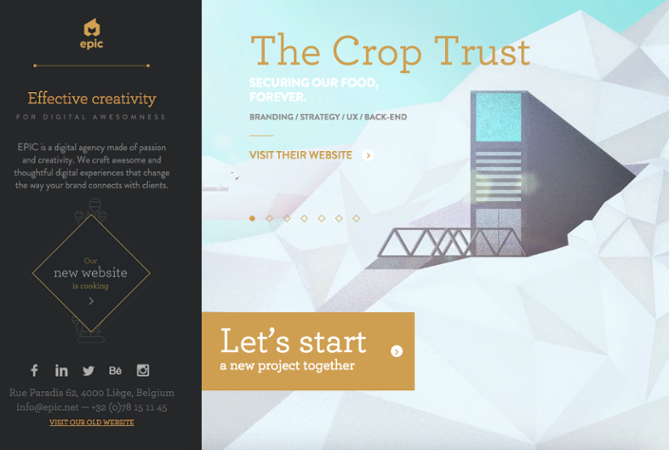 epic
Effective creativity
FOR DIGITAL AWESOMNESS
EPIC is a digital agency made of passion
and creativity. We craft awesome and
thoughtful digital experiences that change
the way your brand connects with clients.
Our
new website
is cooking
Bē
Rue Paradis 62, 4000 Liège, Belgium
info@epic.net — +32 (0)78 15 11 45
VISIT OUR OLD WEBSITE
The Crop Trust
SECURING OUR FOOD,
FOREVER.
BRANDING / STRATEGY / UX / BACK-END
VISIT THEIR WEBSITE
Let's start
a new project together